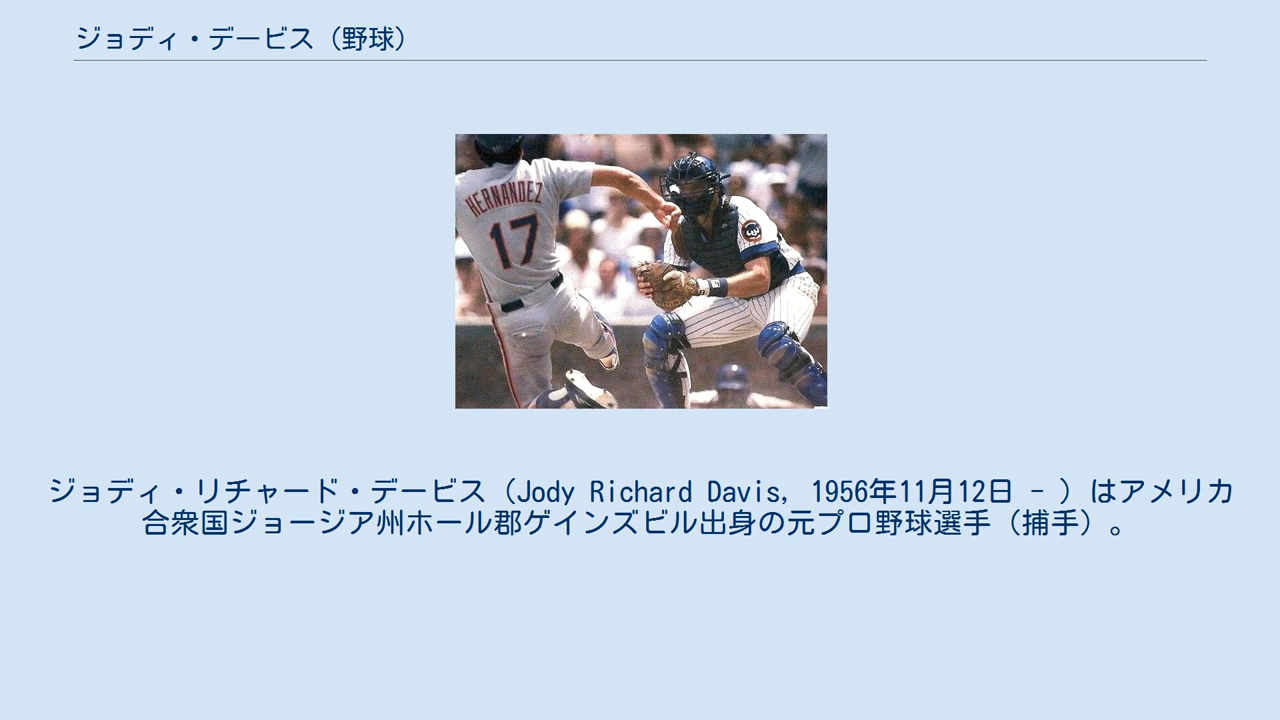 ジョディ・デービス（野球）
HERNANDEZ
17
ジョディ・リチャード・デービス（Jody Richard Davis, 1956年11月12日 - ）はアメリカ
合衆国ジョージア州ホール郡ゲインズビル出身の元プロ野球選手（捕手）。